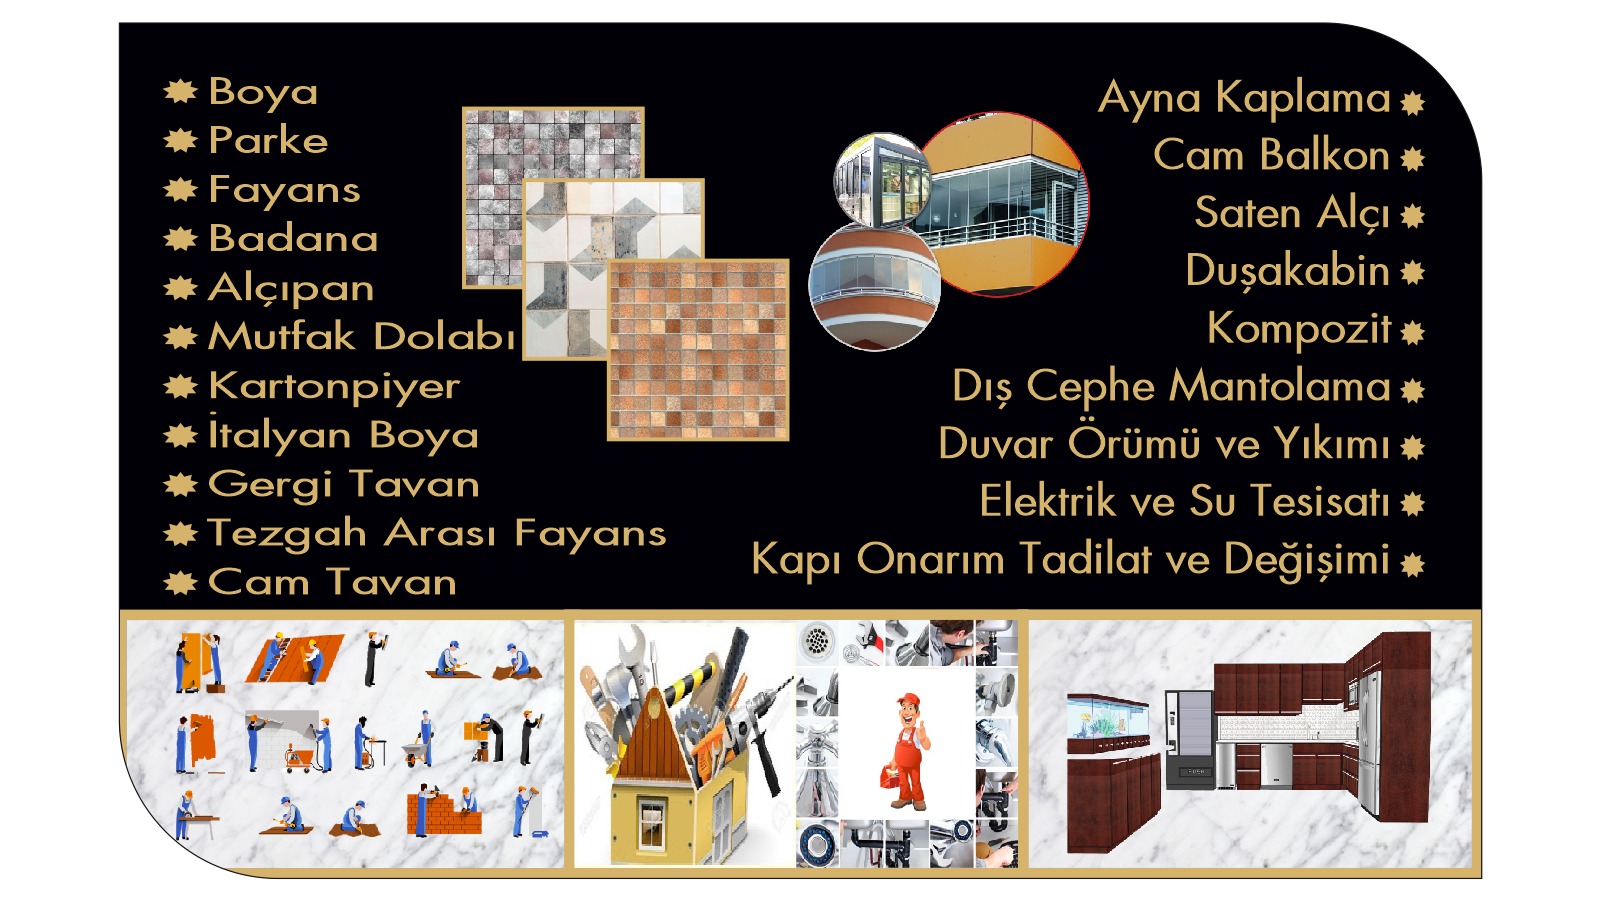 Boya
Parke
Fayans
Badana
Alçıpan
Mutfak Dolabı
Kartonpiyer
İtalyan Boya
Gergi Tavan
Tezgah Arası Fayans
Cam Tavan
Ayna Kaplama
Cam Balkon
Saten Alçı
Duşakabin
Kompozit
Dış Cephe Mantolama
Duvar Örümü ve Yıkımı
Elektrik ve Su Tesisatı
Kapı Onarım Tadilat ve Değişimi